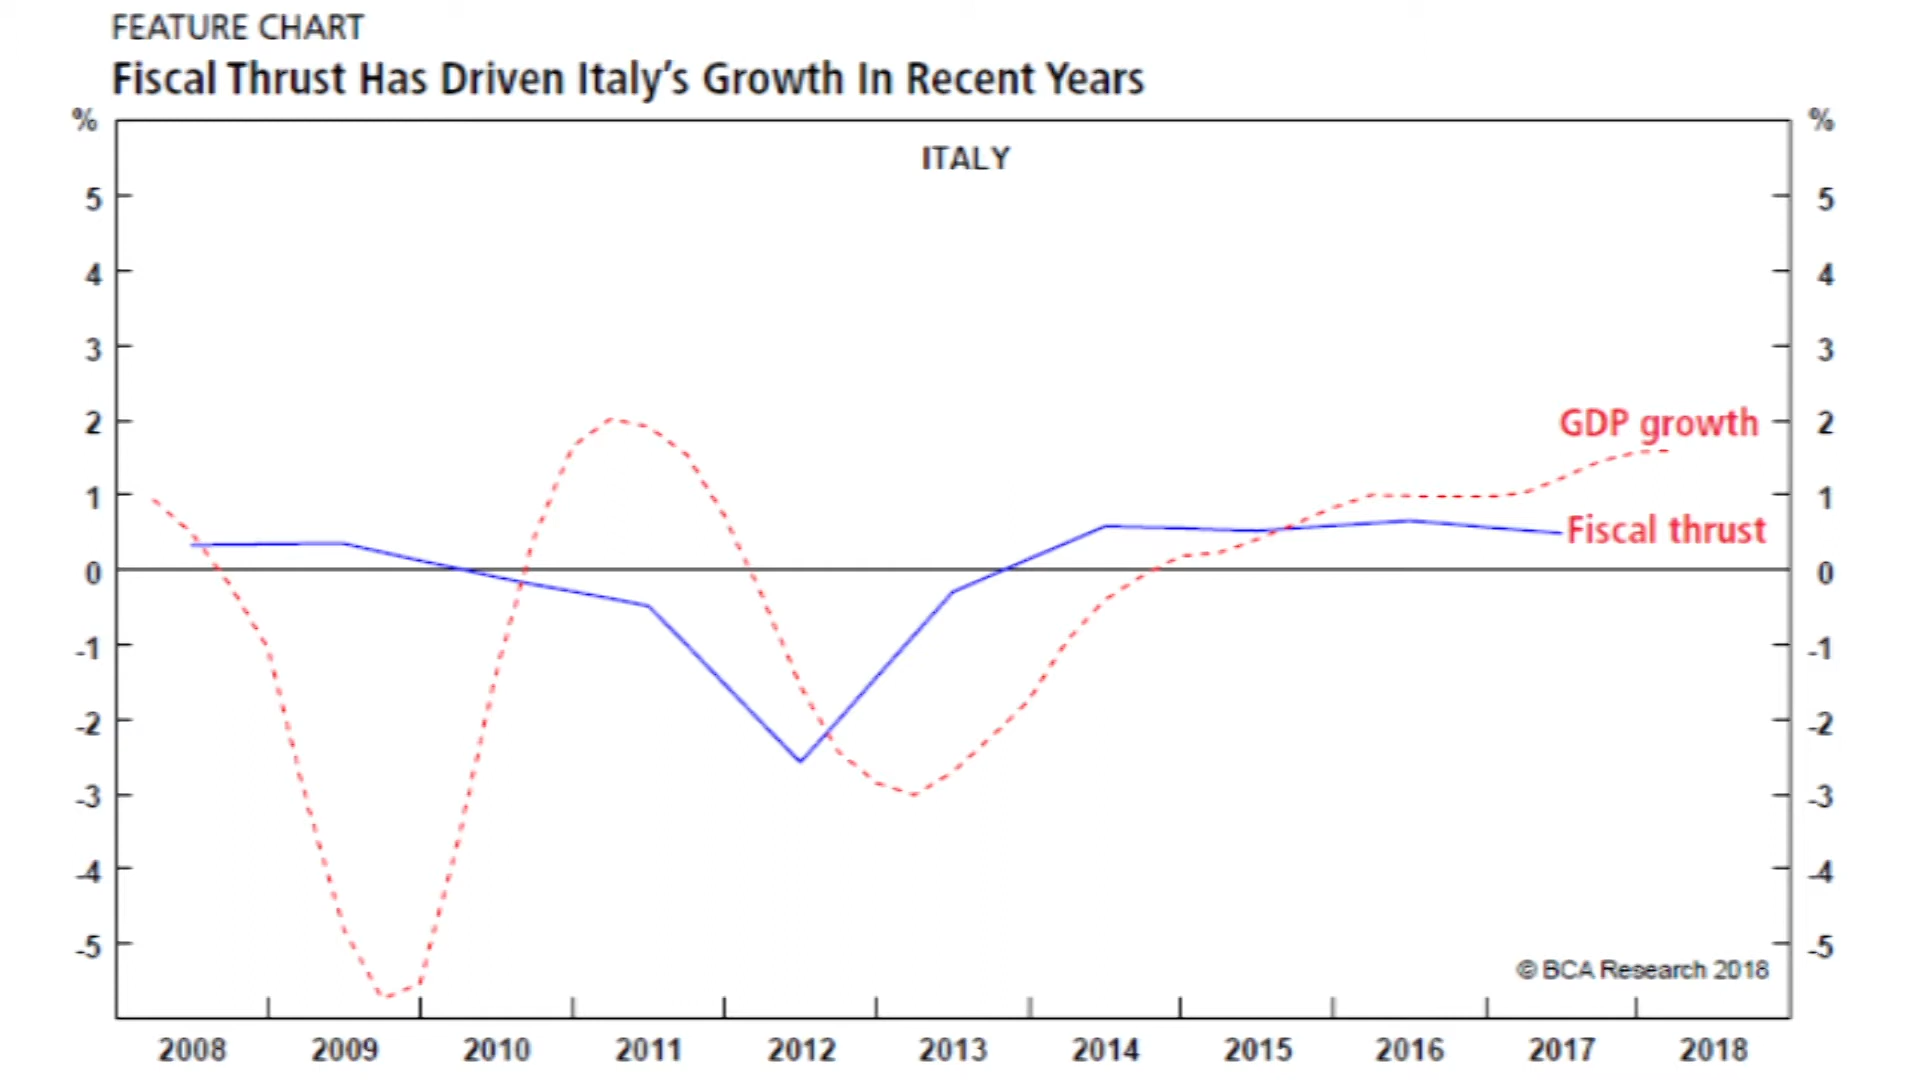 FEATURE CHART
Fiscal Thrust Has Driven Italy's Growth In Recent Years
% %
ITALY
5 5
4 4
3 3
2 GDP growth 2
1 1
Fiscal thrust
0 0
-1 -1
-2 -2
-3 -3
-4 -4
-5 -5
© BCA Research 2018
2008 2009 2010 2011 2012 2013 2014 2015 2016 2017 2018